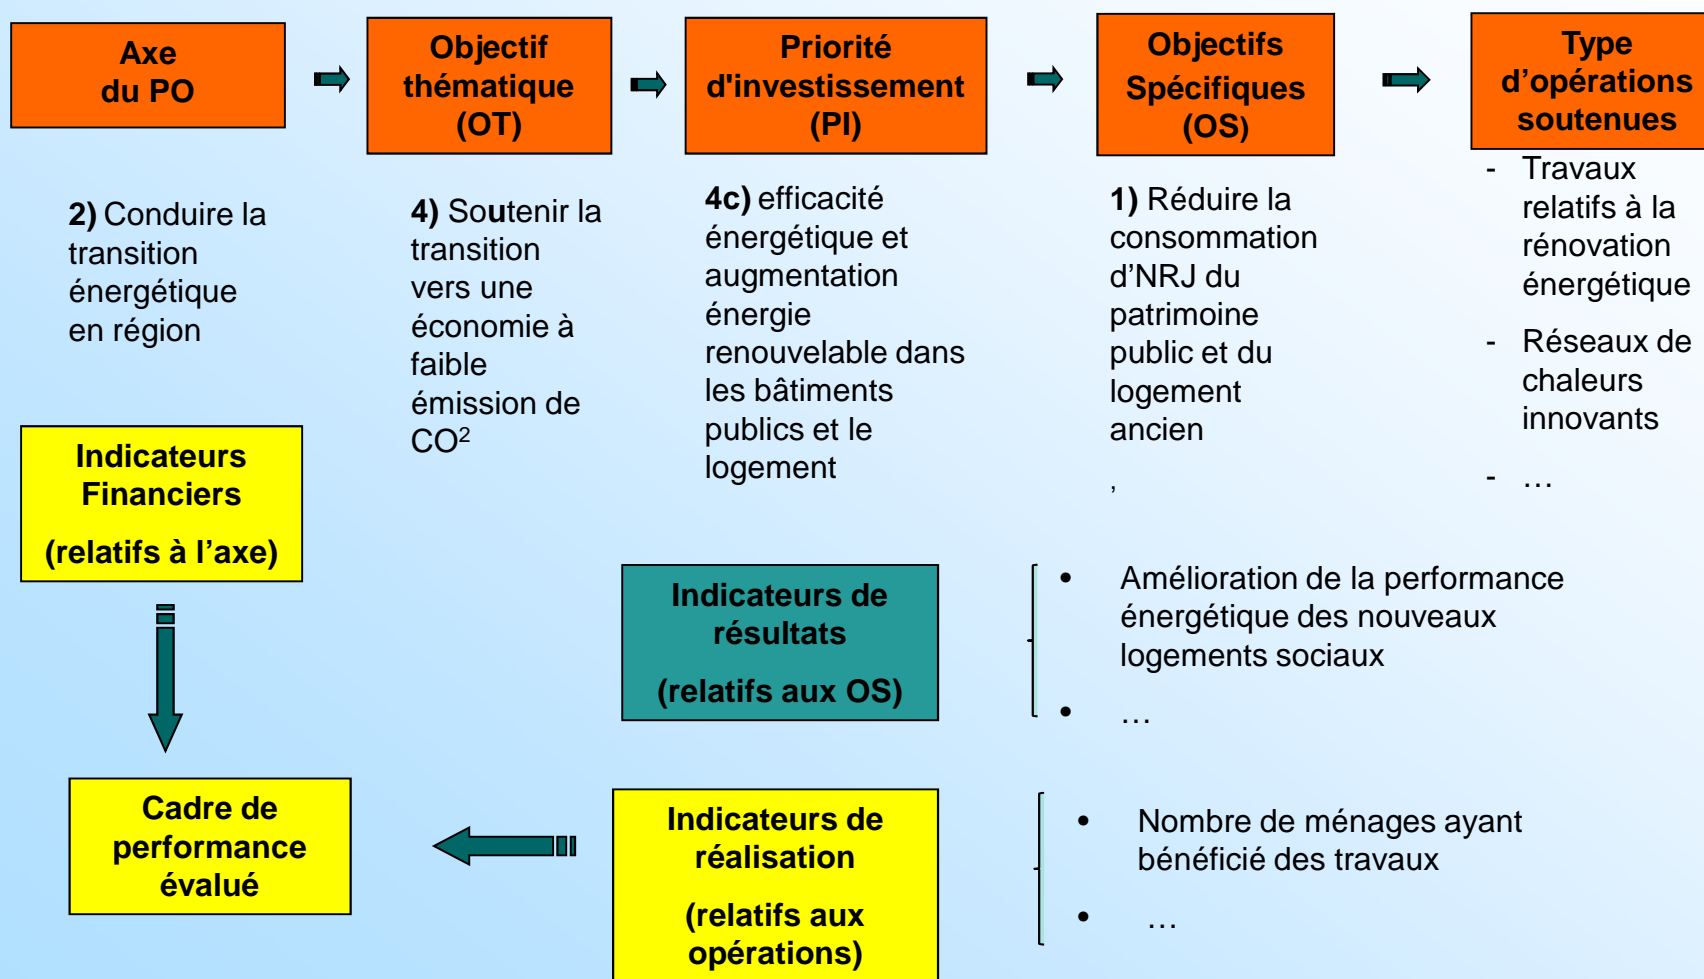 Axe
du PO
Objectif
thématique
(OT)
Priorité
d'investissement
(PI)
Objectifs
Spécifiques
(OS)
Type
d’opérations
soutenues
2) Conduire la
transition
énergétique
en région
4) Soutenir la
transition
vers une
économie à
faible
émission de
CO²
4c) efficacité
énergétique et
augmentation
énergie
renouvelable dans
les bâtiments
publics et le
logement
1) Réduire la
consommation
d’NRJ du
patrimoine
public et du
logement
ancien
,
- Travaux
relatifs à la
rénovation
énergétique
- Réseaux de
chaleurs
innovants
- …
Indicateurs
Financiers
(relatifs à l’axe)
Indicateurs de
résultats
(relatifs aux OS)
• Amélioration de la performance
énergétique des nouveaux
logements sociaux
• …
Cadre de
performance
évalué
Indicateurs de
réalisation
(relatifs aux
opérations)
• Nombre de ménages ayant
bénéficié des travaux
• …